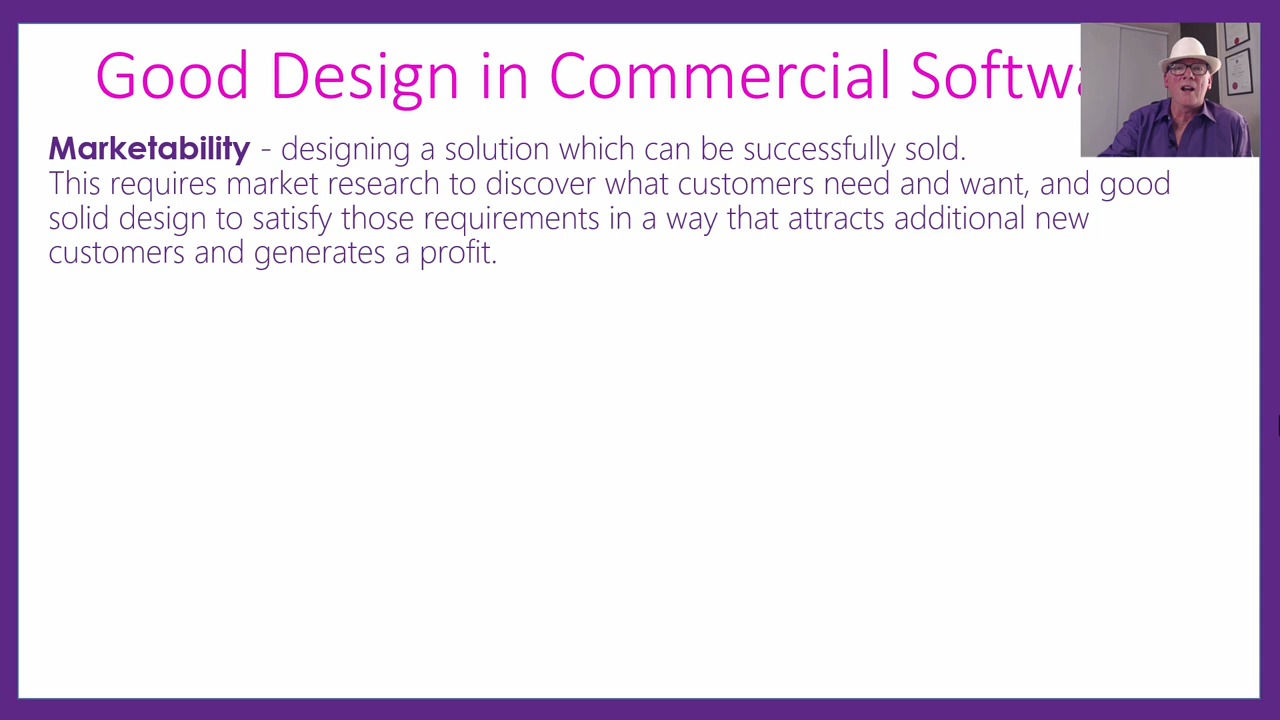 Good Design in Commercial
Marketability - designing a solution which can be successfully sold.
This requires market research to discover what customers need and want, and good
solid design to satisfy those requirements in a way that attracts additional new
customers and generates a profit.